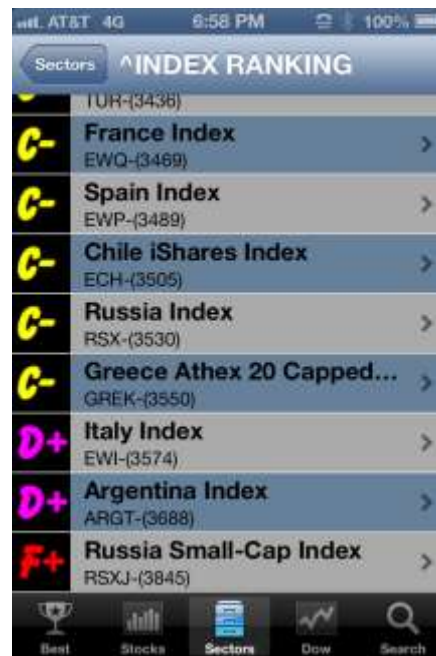 AT&T 4G 6:58 PM 100%
Sectors ^INDEX RANKING
C-
TUR-(3436)
C- France Index
EWQ-(3469)
C- Spain Index
EWP-(3489)
C- Chile iShares Index
ECH-(3505)
C- Russia Index
RSX-(3530)
C- Greece Athex 20 Capped...
GREK-(3550)
D+ Italy Index
EWI-(3574)
D+ Argentina Index
ARGT-(3688)
F+ Russia Small-Cap Index
RSXJ-(3845)
Best Stocks Sectors Dow Search